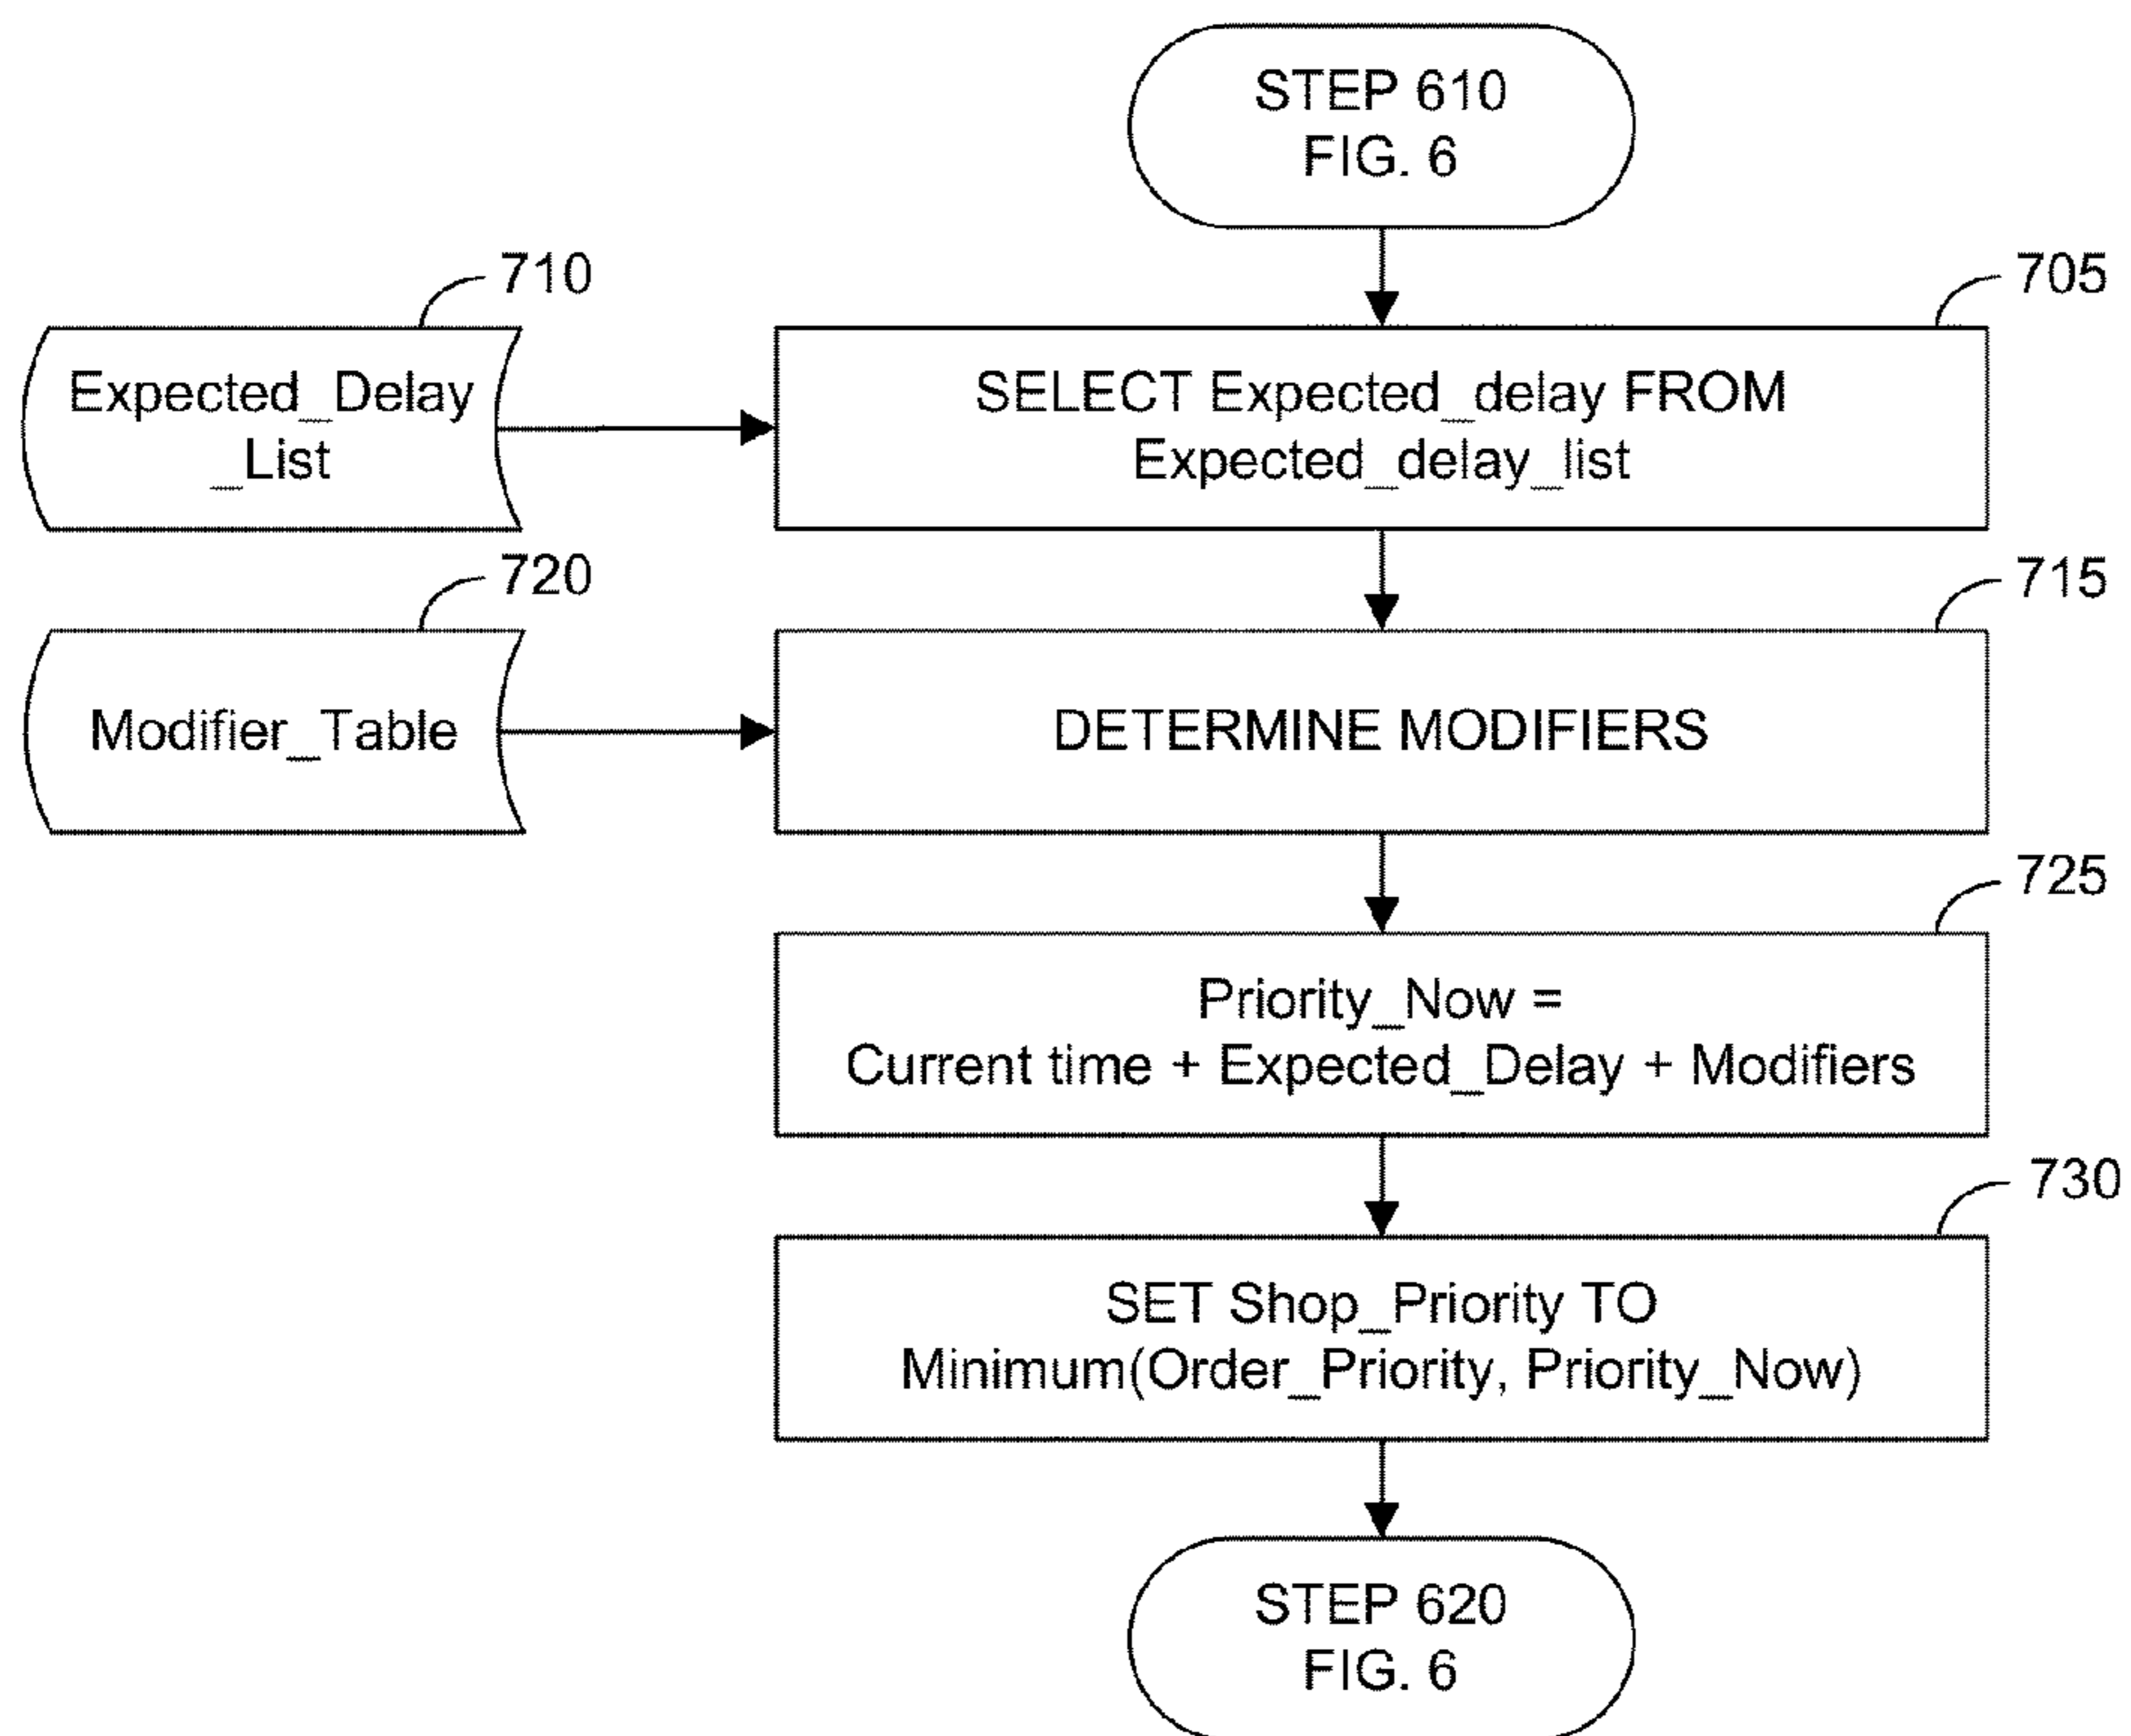 STEP 610
FIG. 6
710
705
Expected_Delay
_List
SELECT Expected_delay FROM
Expected_delay_list
720
715
Modifier_Table
DETERMINE MODIFIERS
725
Priority_Now =
Current time + Expected_Delay + Modifiers
730
SET Shop_Priority TO
Minimum(Order_Priority, Priority_Now)
STEP 620
FIG. 6